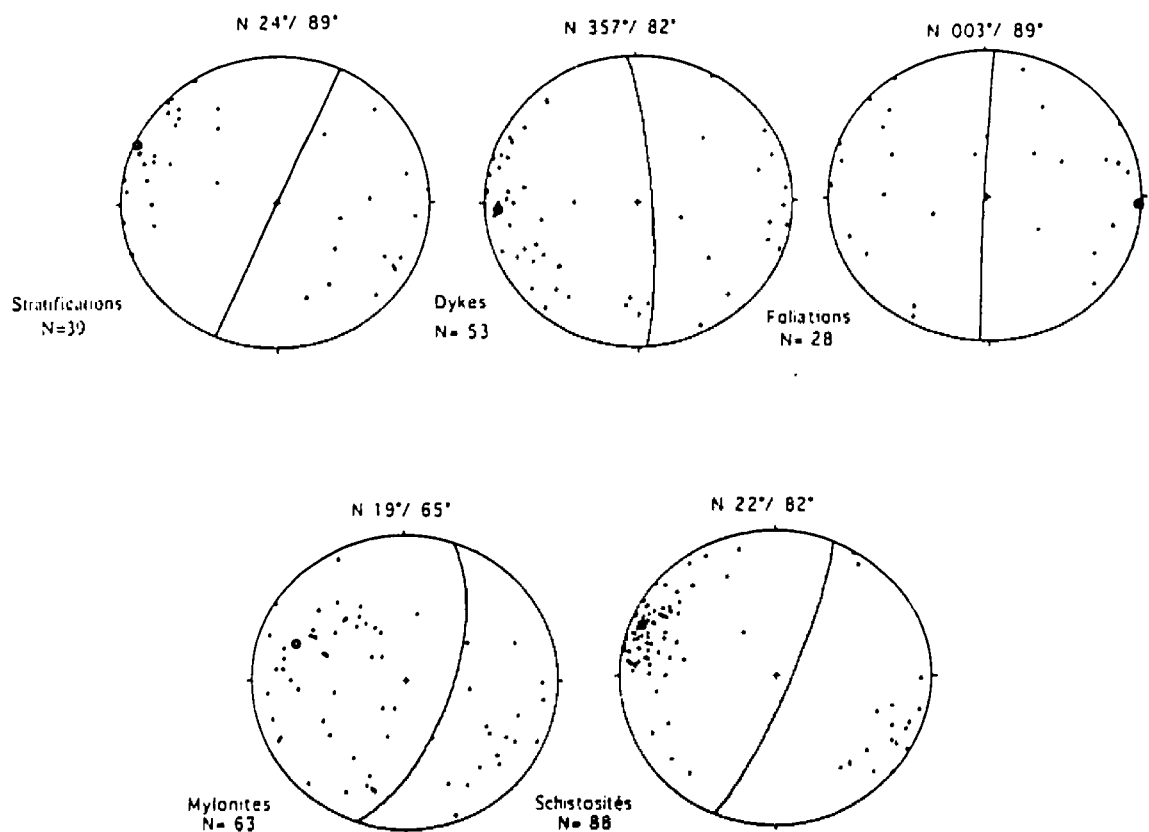 N 24°/ 89°
N 357°/ 82°
N 003°/ 89°
Stratifications
N=39
Dykes
N= 53
Foliations
N= 28
N 19°/ 65°
N 22°/ 82°
Mylonites
N= 63
Schistosités
N= 88